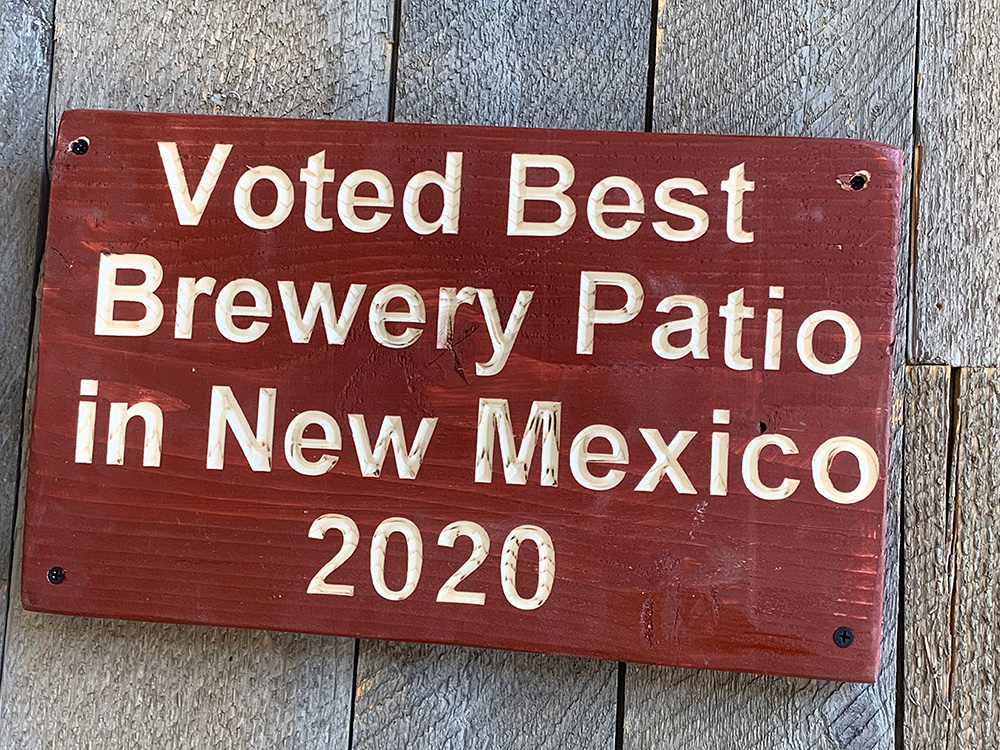 Voted Best
Brewery Patio
in New Mexico
2020